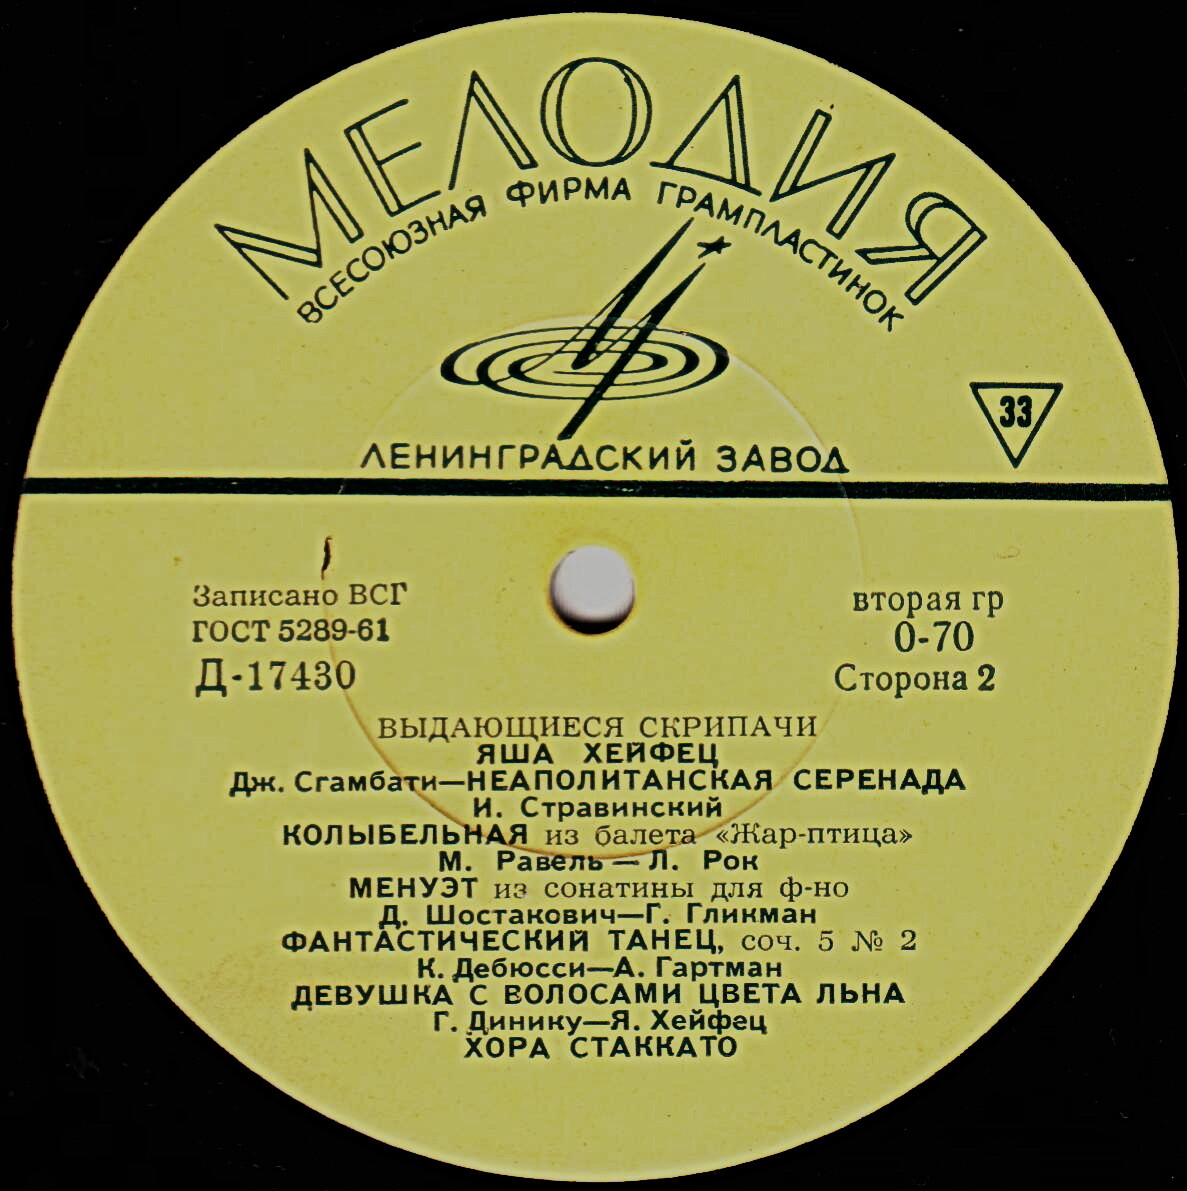 МЕЛОДИЯ
ВСЕСОЮЗНАЯ ФИРМА ГРАМПЛАСТИНОК
33
ЛЕНИНГРАДСКИЙ ЗАВОД
Записано ВСГ
ГОСТ 5289-61
Д-17430
вторая гр
0-70
Сторона 2
ВЫДАЮЩИЕСЯ СКРИПАЧИ
ЯША ХЕЙФЕЦ
Дж. Сгамбати—НЕАПОЛИТАНСКАЯ СЕРЕНАДА
И. Стравинский
КОЛЫБЕЛЬНАЯ из балета «Жар-птица»
М. Равель — Л. Рок
МЕНУЭТ из сонатины для ф-но
Д. Шостакович—Г. Гликман
ФАНТАСТИЧЕСКИЙ ТАНЕЦ, соч. 5 № 2
К. Дебюсси—А. Гартман
ДЕВУШКА С ВОЛОСАМИ ЦВЕТА ЛЬНА
Г. Динику—Я. Хейфец
ХОРА СТАККАТО